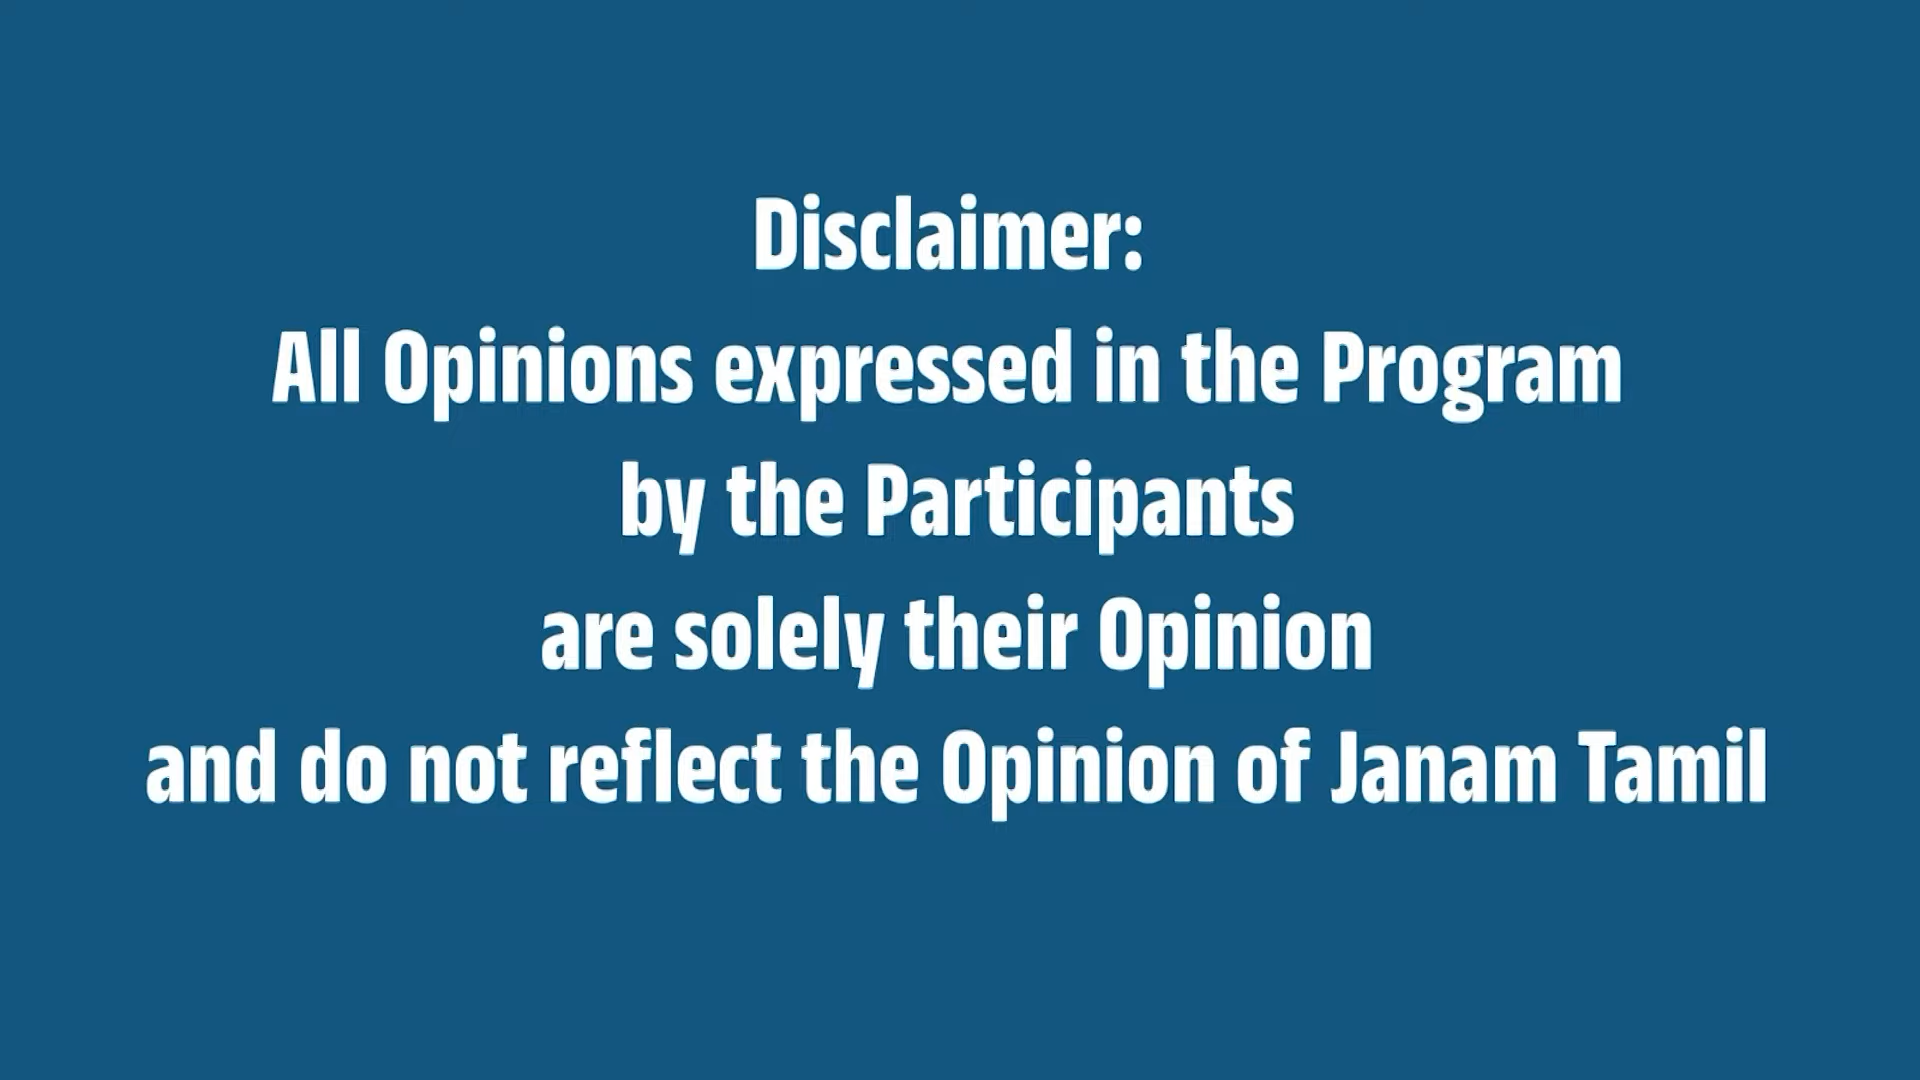 Disclaimer:
All Opinions expressed in the Program
by the Participants
are solely their Opinion
and do not reflect the Opinion of Janam Tamil